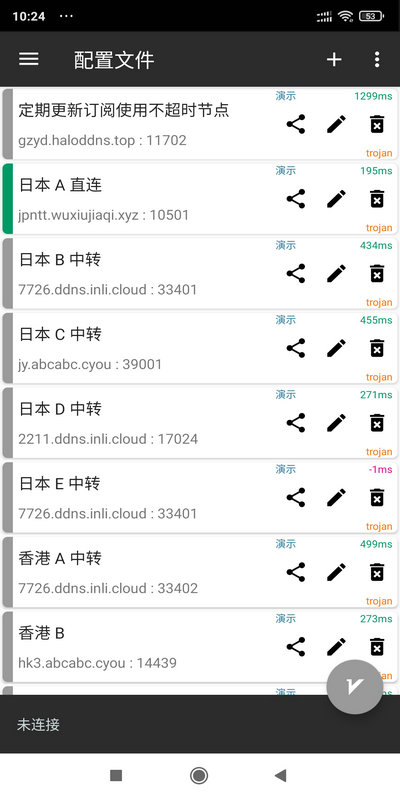 10:24 ... 53
配置文件
演示 1299ms
定期更新订阅使用不超时节点
gzyd.haloddns.top : 11702
trojan
演示 195ms
日本 A 直连
jpntt.wuxiujiaqi.xyz : 10501
trojan
演示 434ms
日本 B 中转
7726.ddns.inli.cloud : 33401
trojan
演示 455ms
日本 C 中转
jy.abcabc.cyou : 39001
trojan
演示 271ms
日本 D 中转
2211.ddns.inli.cloud : 17024
trojan
演示 -1ms
日本 E 中转
7726.ddns.inli.cloud : 33401
trojan
演示 499ms
香港 A 中转
7726.ddns.inli.cloud : 33402
trojan
演示 273ms
香港 B
hk3.abcabc.cyou : 14439
演示
未连接